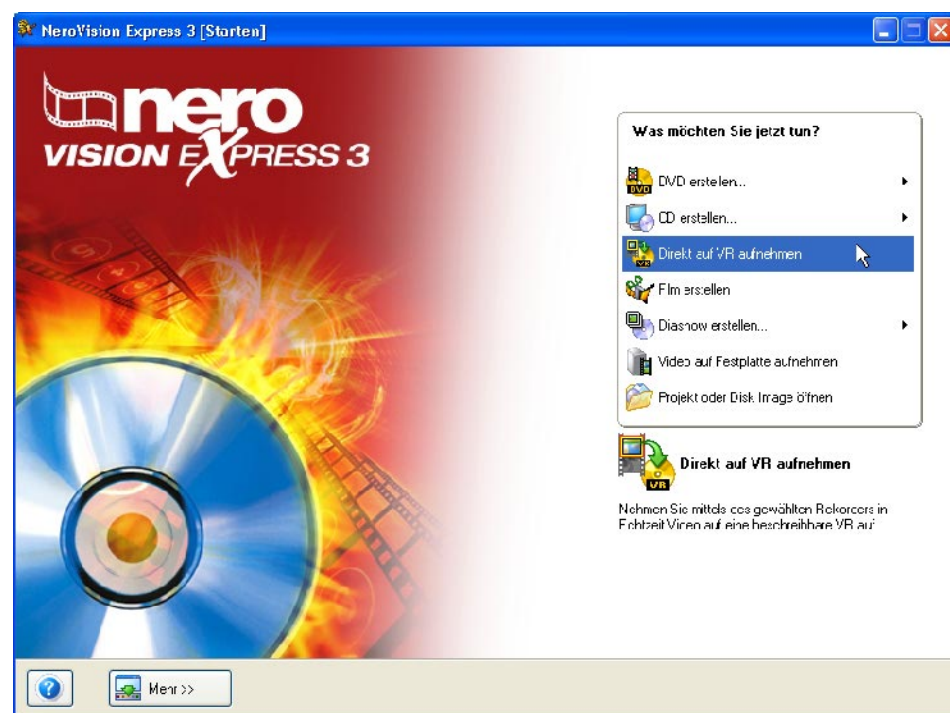 NeroVision Express 3 [Starten]
nero
VISION EXPRESS 3
Was möchten Sie jetzt tun?
DVD erstellen...
CD erstellen...
Direkt auf VR aufnehmen
Film erstellen
Diashow erstellen...
Video auf Festplatte aufnehmen
Projekt oder Disk Image öffnen
Direkt auf VR aufnehmen
Nehmen Sie mittels des gewählten Rekorders in
Echtzeit Video auf eine beschreibbare VR auf
Mehr >>